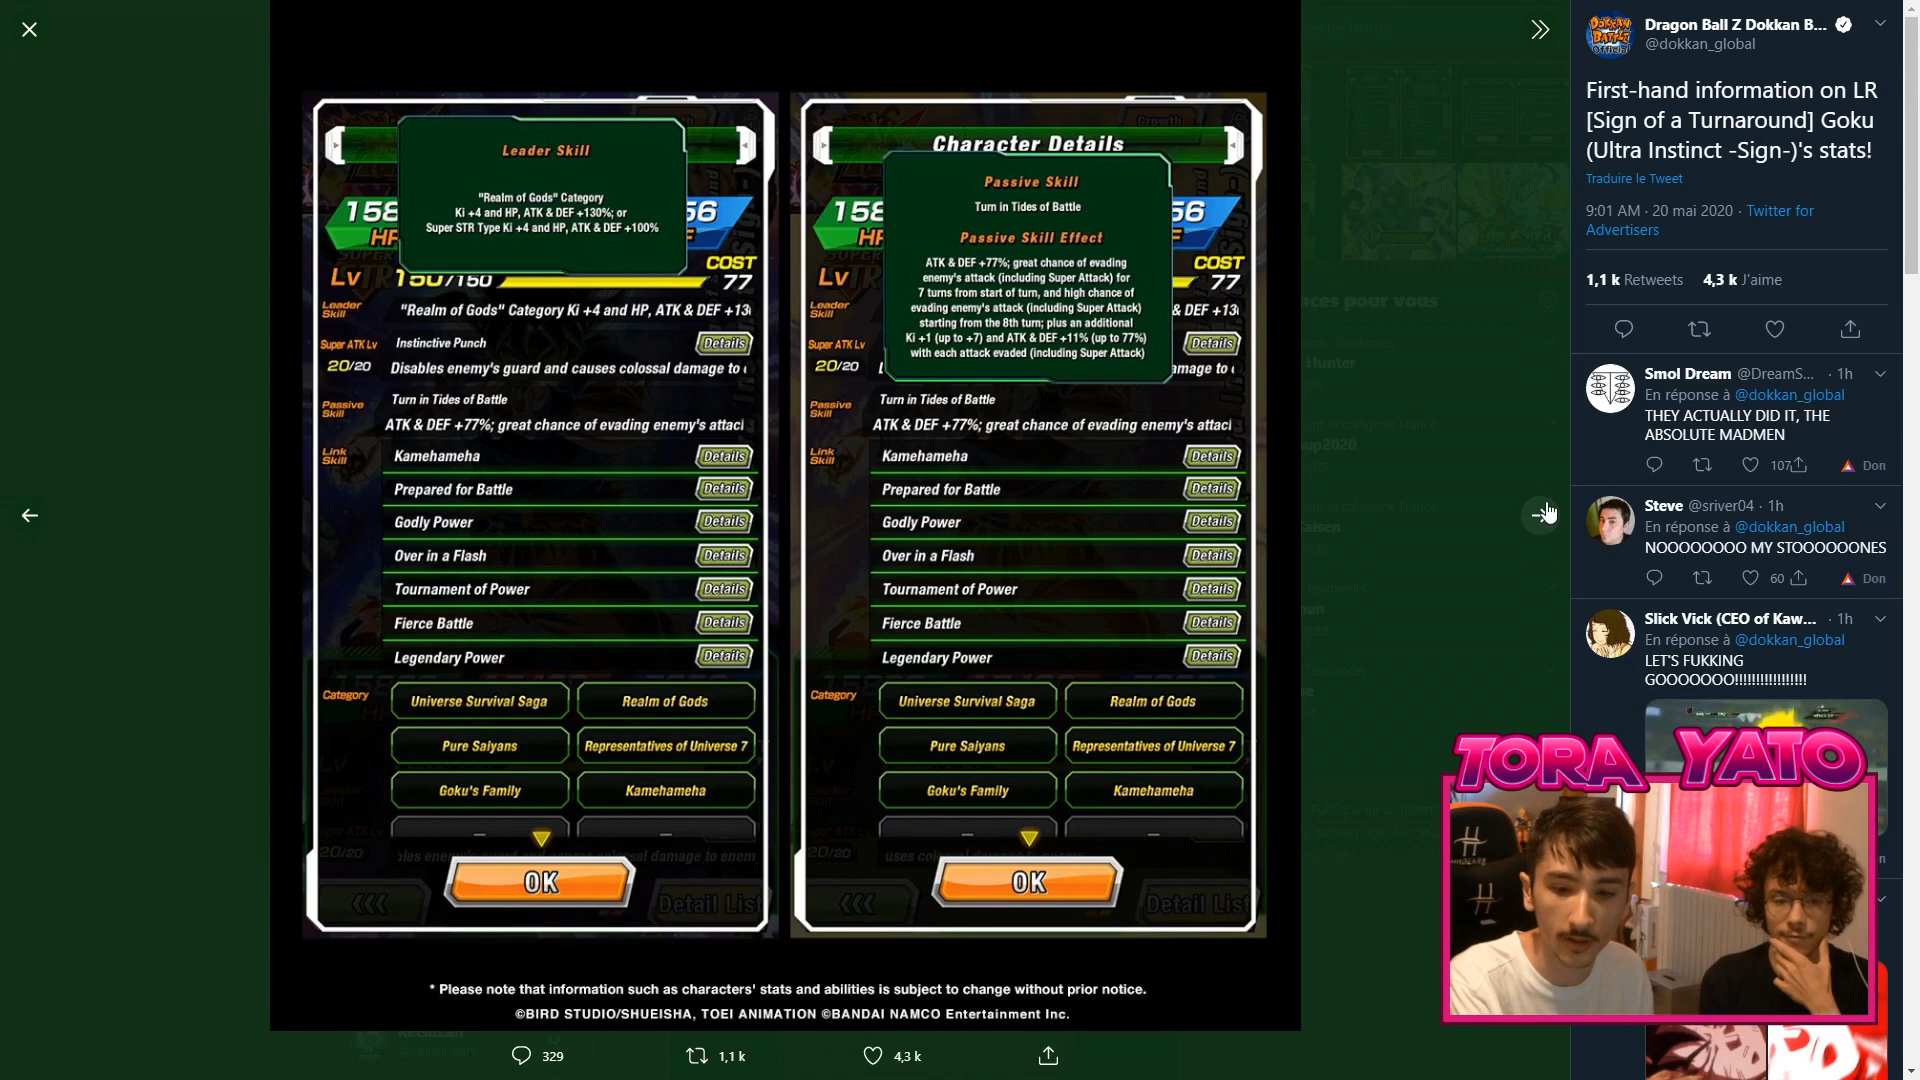 Leader Skill
"Realm of Gods" Category
Ki +4 and HP, ATK & DEF +130%; or
Super STR Type Ki +4 and HP, ATK & DEF +100%
158
56
HP
COST
Lv 150/150
77
Leader Skill
"Realm of Gods" Category Ki +4 and HP, ATK & DEF +13
Super ATK Lv
Instinctive Punch
Details
20/20
Disables enemy's guard and causes colossal damage to
Passive Skill
Turn in Tides of Battle
ATK & DEF +77%; great chance of evading enemy's attacl
Link Skill
Kamehameha
Details
Prepared for Battle
Details
Godly Power
Details
Over in a Flash
Details
Tournament of Power
Details
Fierce Battle
Details
Legendary Power
Details
Category
Universe Survival Saga
Realm of Gods
Pure Saiyans
Representatives of Universe 7
Goku's Family
Kamehameha
20/20
OK
Detail List
Growth
Character Details
Passive Skill
Turn in Tides of Battle
Passive Skill Effect
ATK & DEF +77%; great chance of evading
enemy's attack (including Super Attack) for
7 turns from start of turn, and high chance of
evading enemy's attack (including Super Attack)
starting from the 8th turn; plus an additional
Ki +1 (up to +7) and ATK & DEF +11% (up to 77%)
with each attack evaded (including Super Attack)
158
56
HP
COST
Lv
77
Leader Skill
& DEF +13
Super ATK Lv
Details
20/20
amage to
Passive Skill
Turn in Tides of Battle
ATK & DEF +77%; great chance of evading enemy's attacl
Link Skill
Kamehameha
Details
Prepared for Battle
Details
Godly Power
Details
Over in a Flash
Details
Tournament of Power
Details
Fierce Battle
Details
Legendary Power
Details
Category
Universe Survival Saga
Realm of Gods
Pure Saiyans
Representatives of Universe 7
Goku's Family
Kamehameha
20/20
OK
Detail List
* Please note that information such as characters' stats and abilities is subject to change without prior notice.
©BIRD STUDIO/SHUEISHA, TOEI ANIMATION ©BANDAI NAMCO Entertainment Inc.
329
1,1 k
4,3 k
Dragon Ball Z Dokkan B...
@dokkan_global
First-hand information on LR
[Sign of a Turnaround] Goku
(Ultra Instinct -Sign-)'s stats!
Traduire le Tweet
9:01 AM · 20 mai 2020 · Twitter for
Advertisers
1,1 k Retweets 4,3 k J'aime
Smol Dream @DreamS... · 1h
En réponse à @dokkan_global
THEY ACTUALLY DID IT, THE
ABSOLUTE MADMEN
107
Don
Steve @sriver04 · 1h
En réponse à @dokkan_global
NOOOOOOOO MY STOOOOOONES
60
Don
Slick Vick (CEO of Kaw... · 1h
En réponse à @dokkan_global
LET'S FUKKING
GOOOOOOO!!!!!!!!!!!!!!!!!
TORA YATO